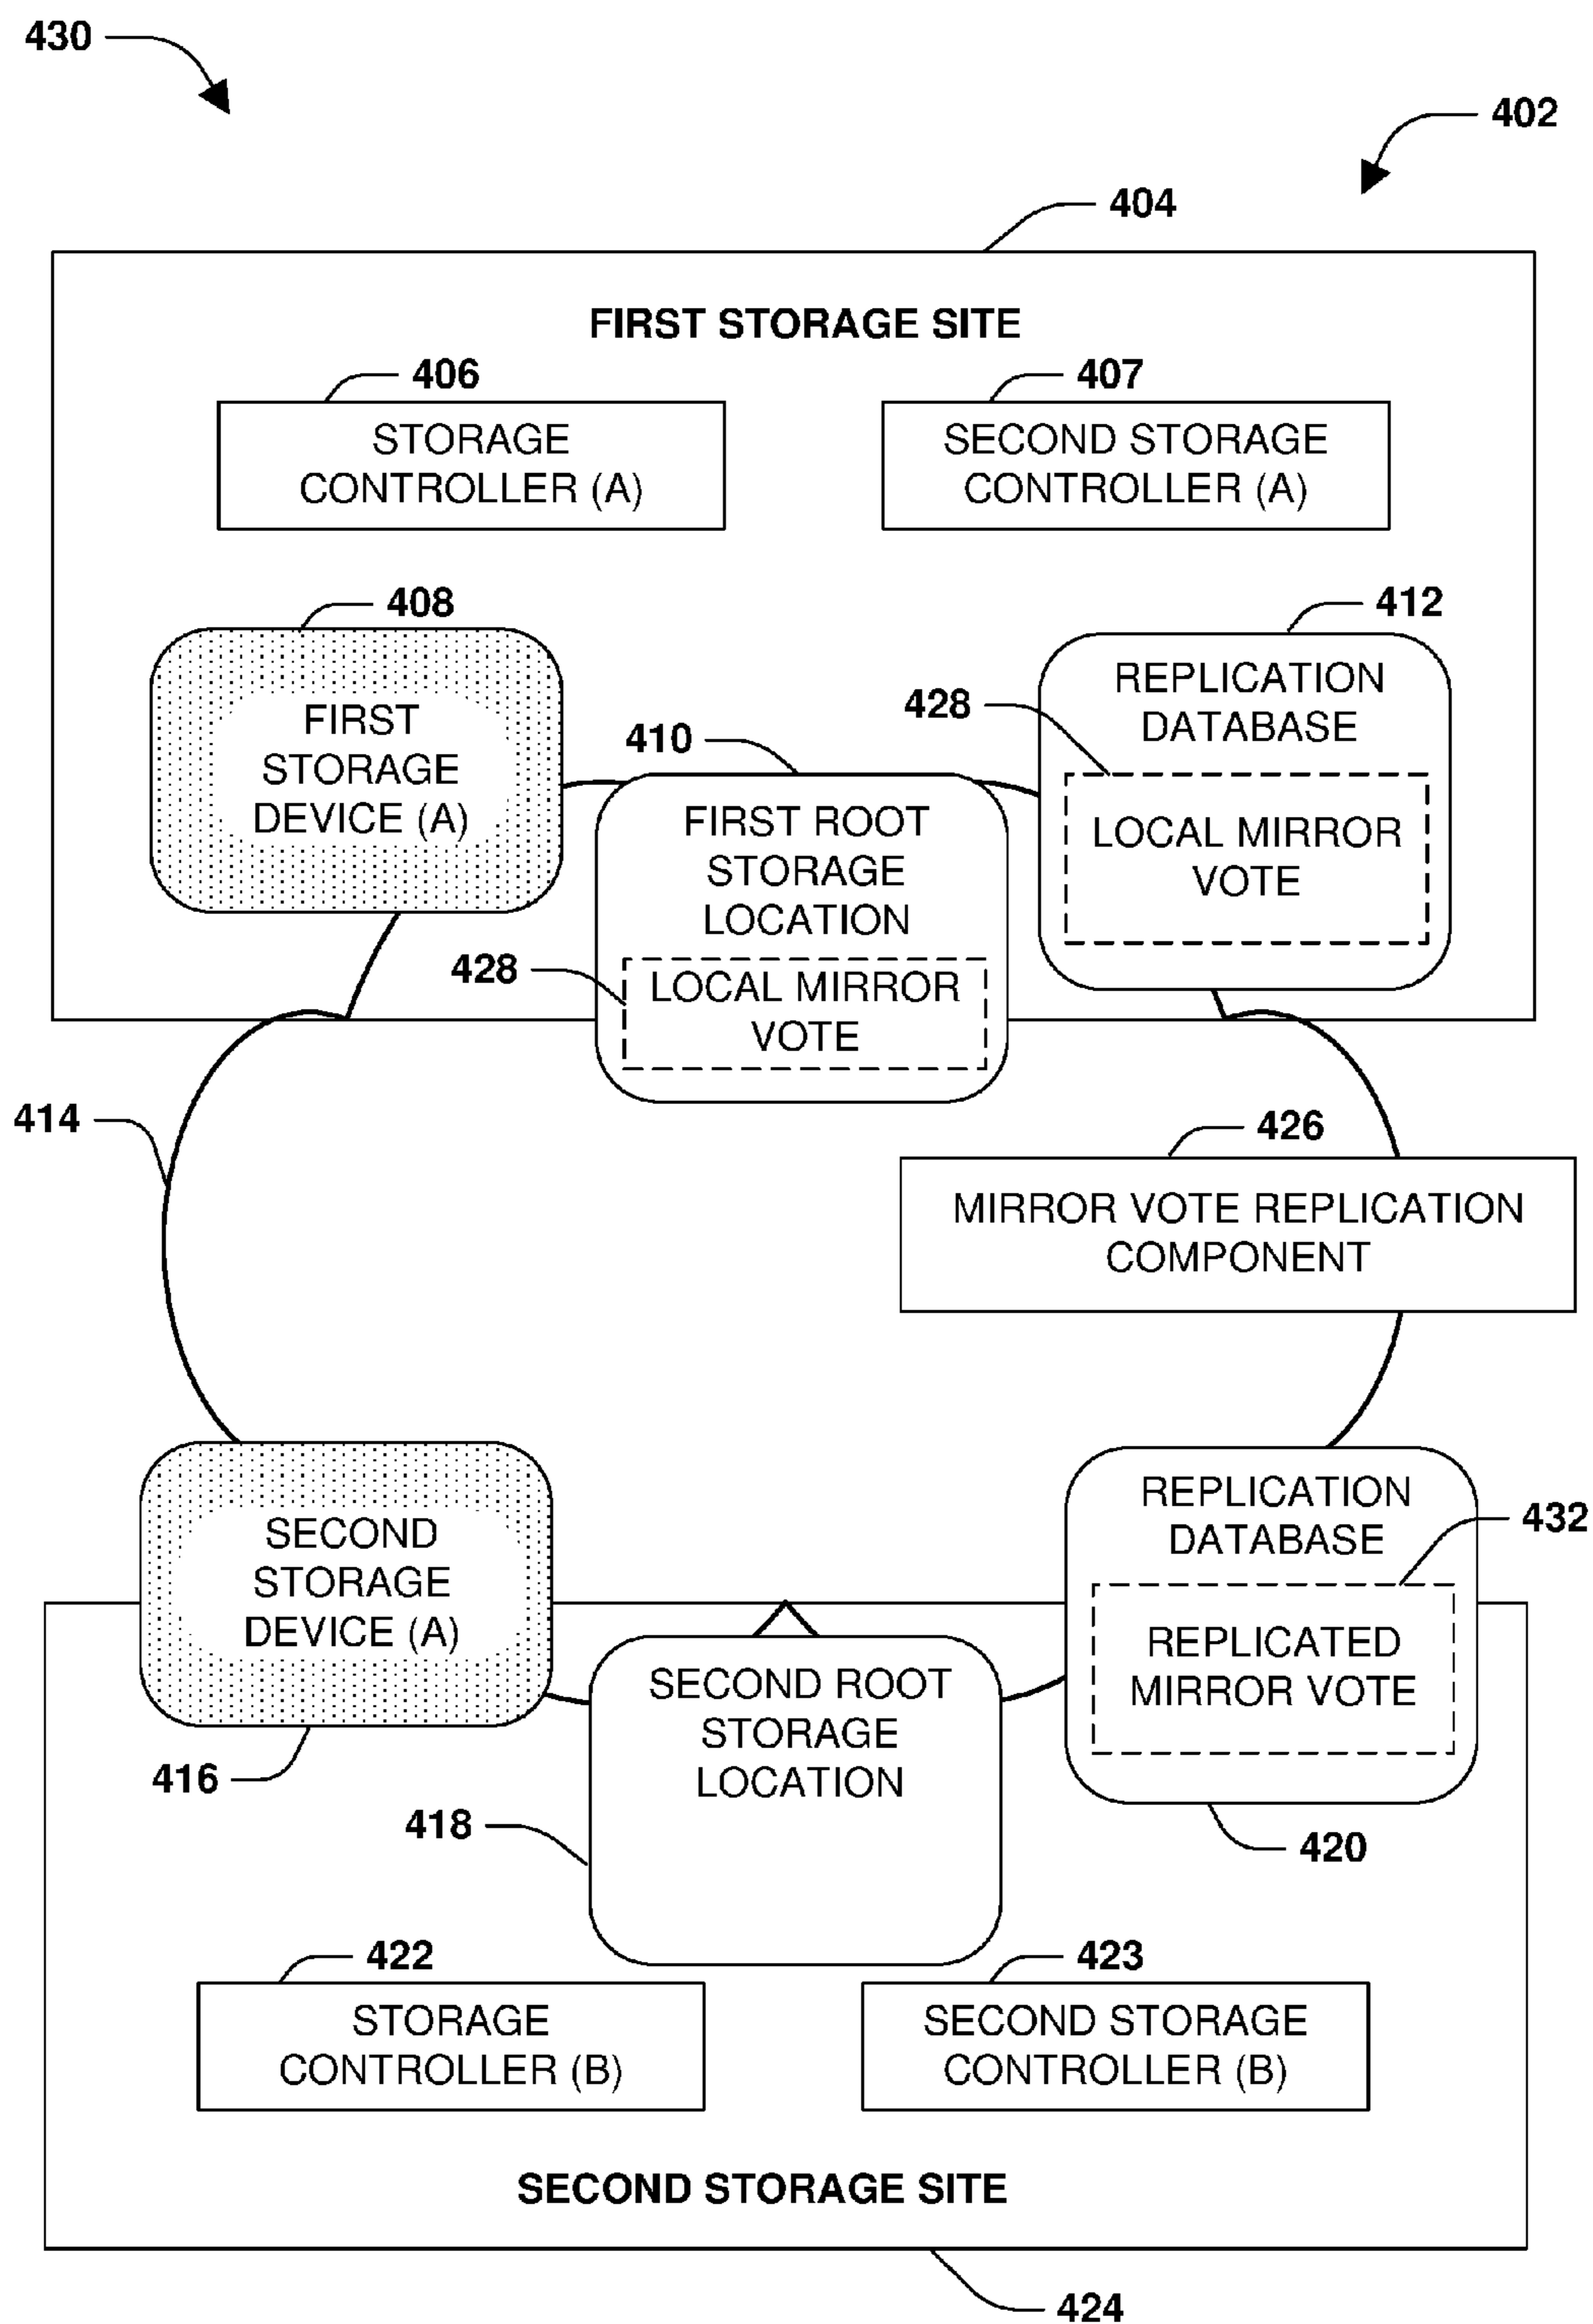 430
402
404
FIRST STORAGE SITE
406
407
STORAGE
CONTROLLER (A)
SECOND STORAGE
CONTROLLER (A)
408
412
FIRST
STORAGE
DEVICE (A)
410
428
REPLICATION
DATABASE
LOCAL MIRROR
VOTE
FIRST ROOT
STORAGE
LOCATION
428
LOCAL MIRROR
VOTE
414
426
MIRROR VOTE REPLICATION
COMPONENT
SECOND
STORAGE
DEVICE (A)
416
REPLICATION
DATABASE
432
REPLICATED
MIRROR VOTE
420
SECOND ROOT
STORAGE
LOCATION
418
422
423
STORAGE
CONTROLLER (B)
SECOND STORAGE
CONTROLLER (B)
SECOND STORAGE SITE
424